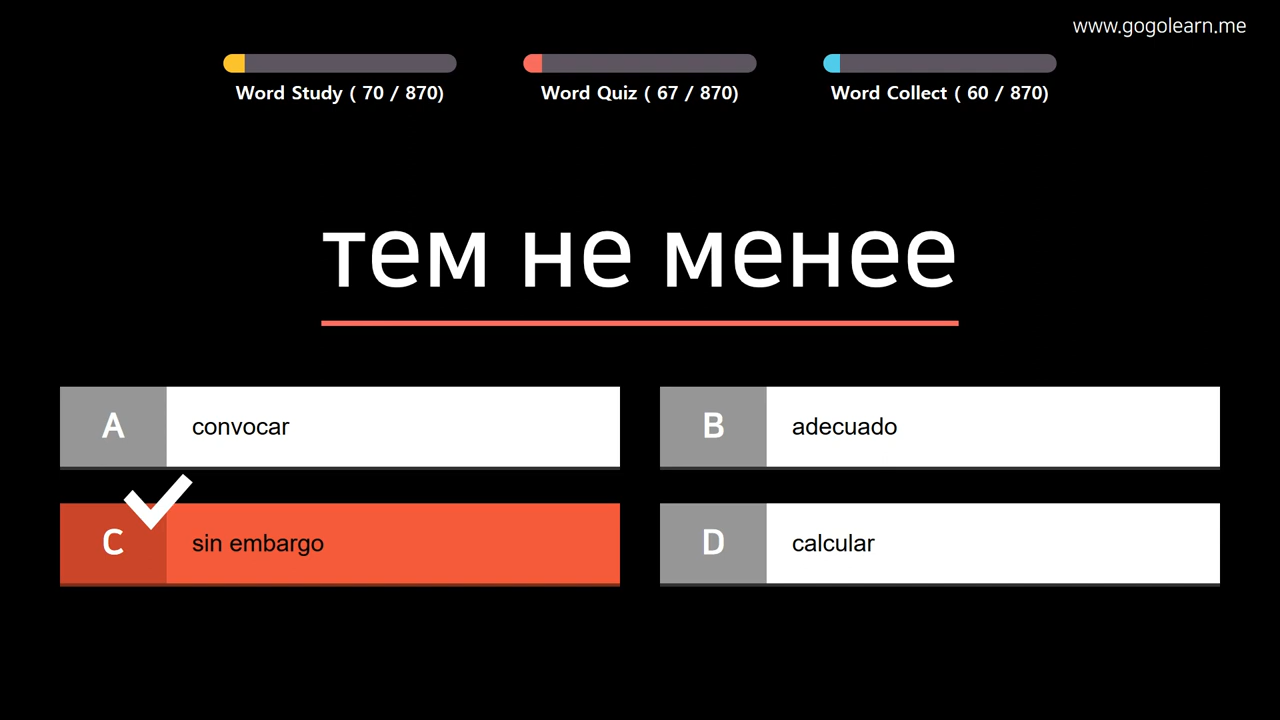 www.gogolearn.me
Word Study ( 70 / 870)
Word Quiz ( 67 / 870)
Word Collect ( 60 / 870)
тем не менее
A convocar
B adecuado
C sin embargo
D calcular